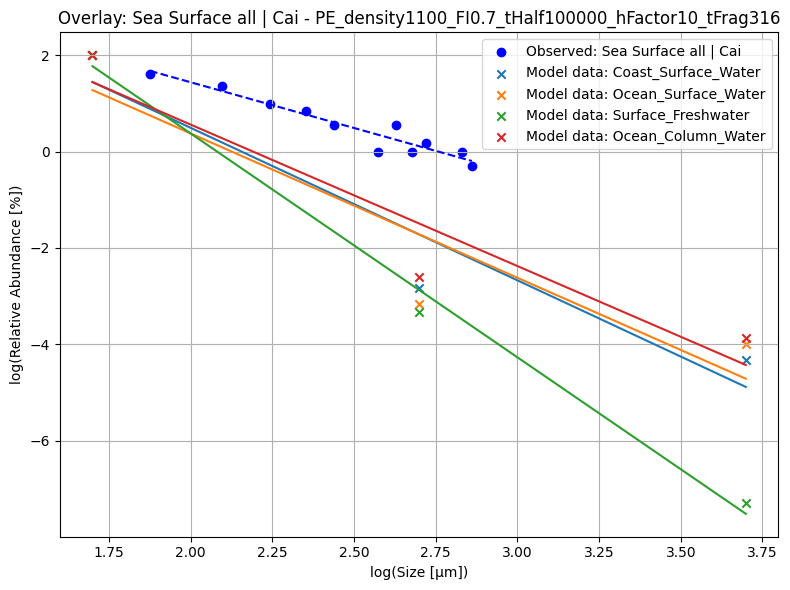 Overlay: Sea Surface all | Cai - PE_density1100_FI0.7_tHalf100000_hFactor10_tFrag316
Observed: Sea Surface all | Cai
Model data: Coast_Surface_Water
Model data: Ocean_Surface_Water
Model data: Surface_Freshwater
Model data: Ocean_Column_Water
log(Relative Abundance [%])
2
0
−2
−4
−6
1.75
2.00
2.25
2.50
2.75
3.00
3.25
3.50
3.75
log(Size [μm])